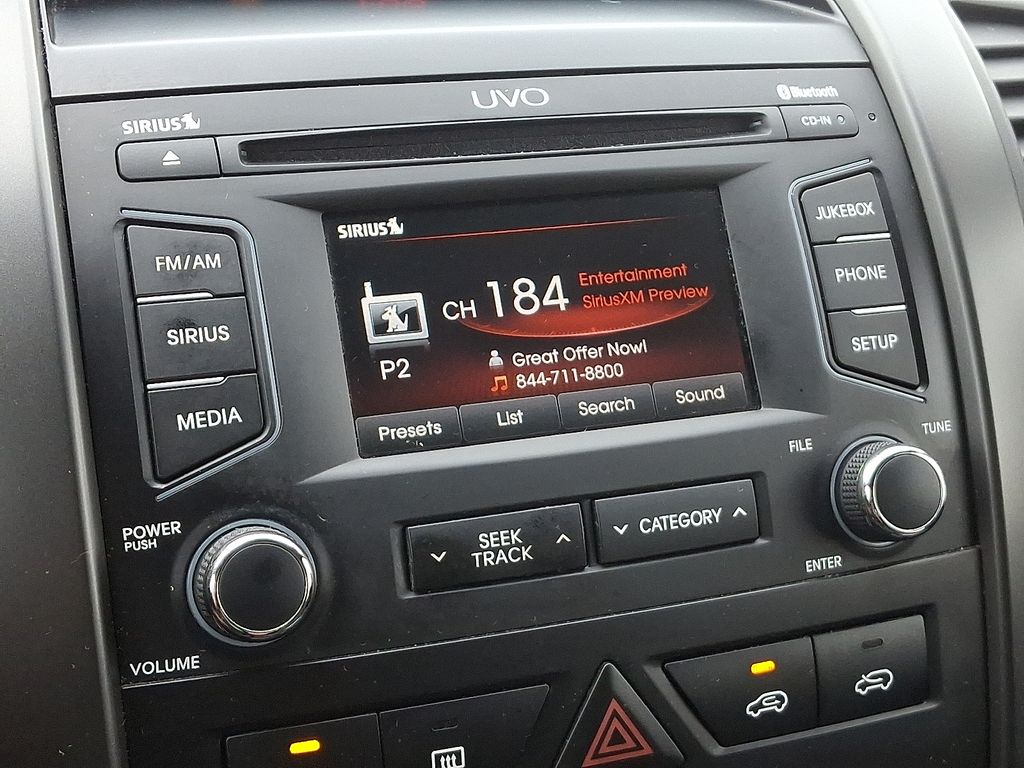 UVO
Bluetooth
SIRIUS
CD-IN
SIRIUS
FM/AM
SIRIUS
MEDIA
CH 184
Entertainment
SiriusXM Preview
P2
Great Offer Now!
844-711-8800
Presets List Search Sound
JUKEBOX
PHONE
SETUP
POWER
PUSH
VOLUME
SEEK
TRACK
CATEGORY
FILE
TUNE
ENTER